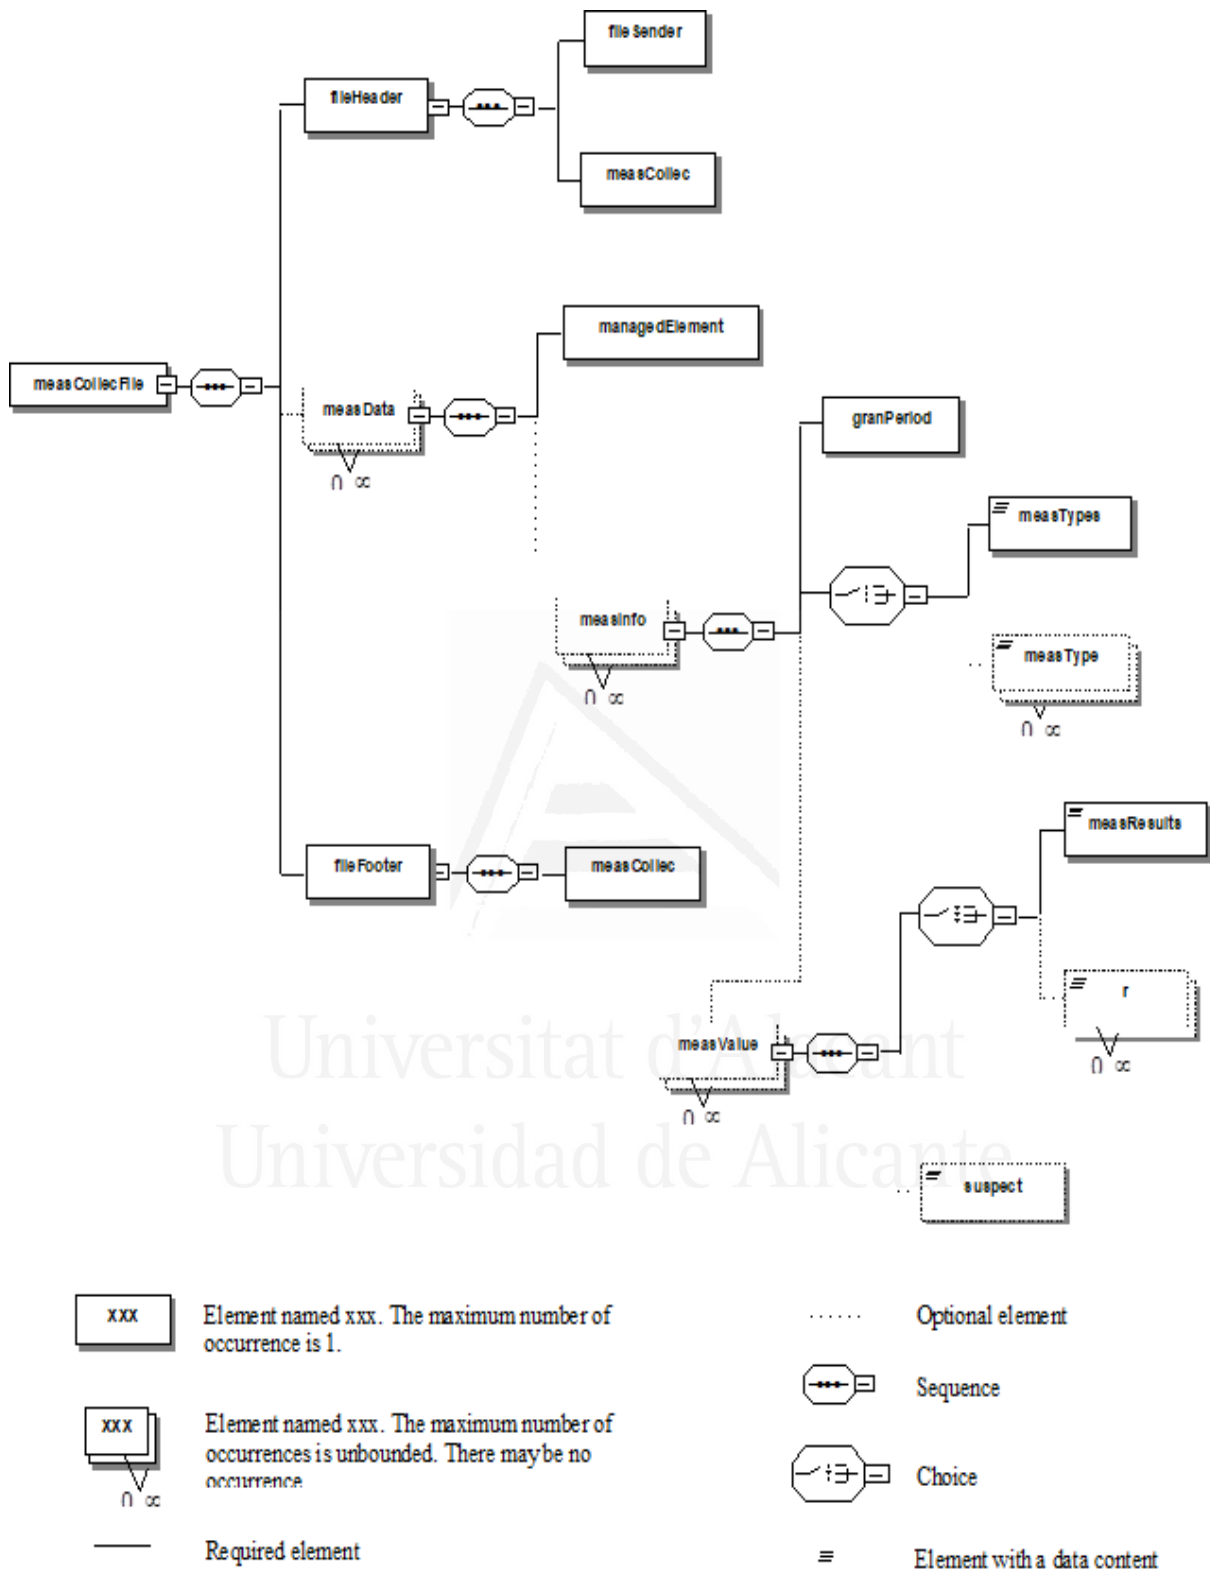 fileSender
fileHeader
measCollec
managedElement
measCollecFile
measData
granPeriod
0 ∞
measTypes
measInfo
measType
0 ∞
0 ∞
measResults
fileFooter
measCollec
r
Universitat d'Alacant
measValue
0 ∞
0 ∞
Universidad de Alicante
suspect
xxx
Element named xxx. The maximum number of
occurrence is 1.
Optional element
Sequence
xxx
Element named xxx. The maximum number of
occurrences is unbounded. There may be no
occurrence
0 ∞
Choice
Required element
Element with a data content